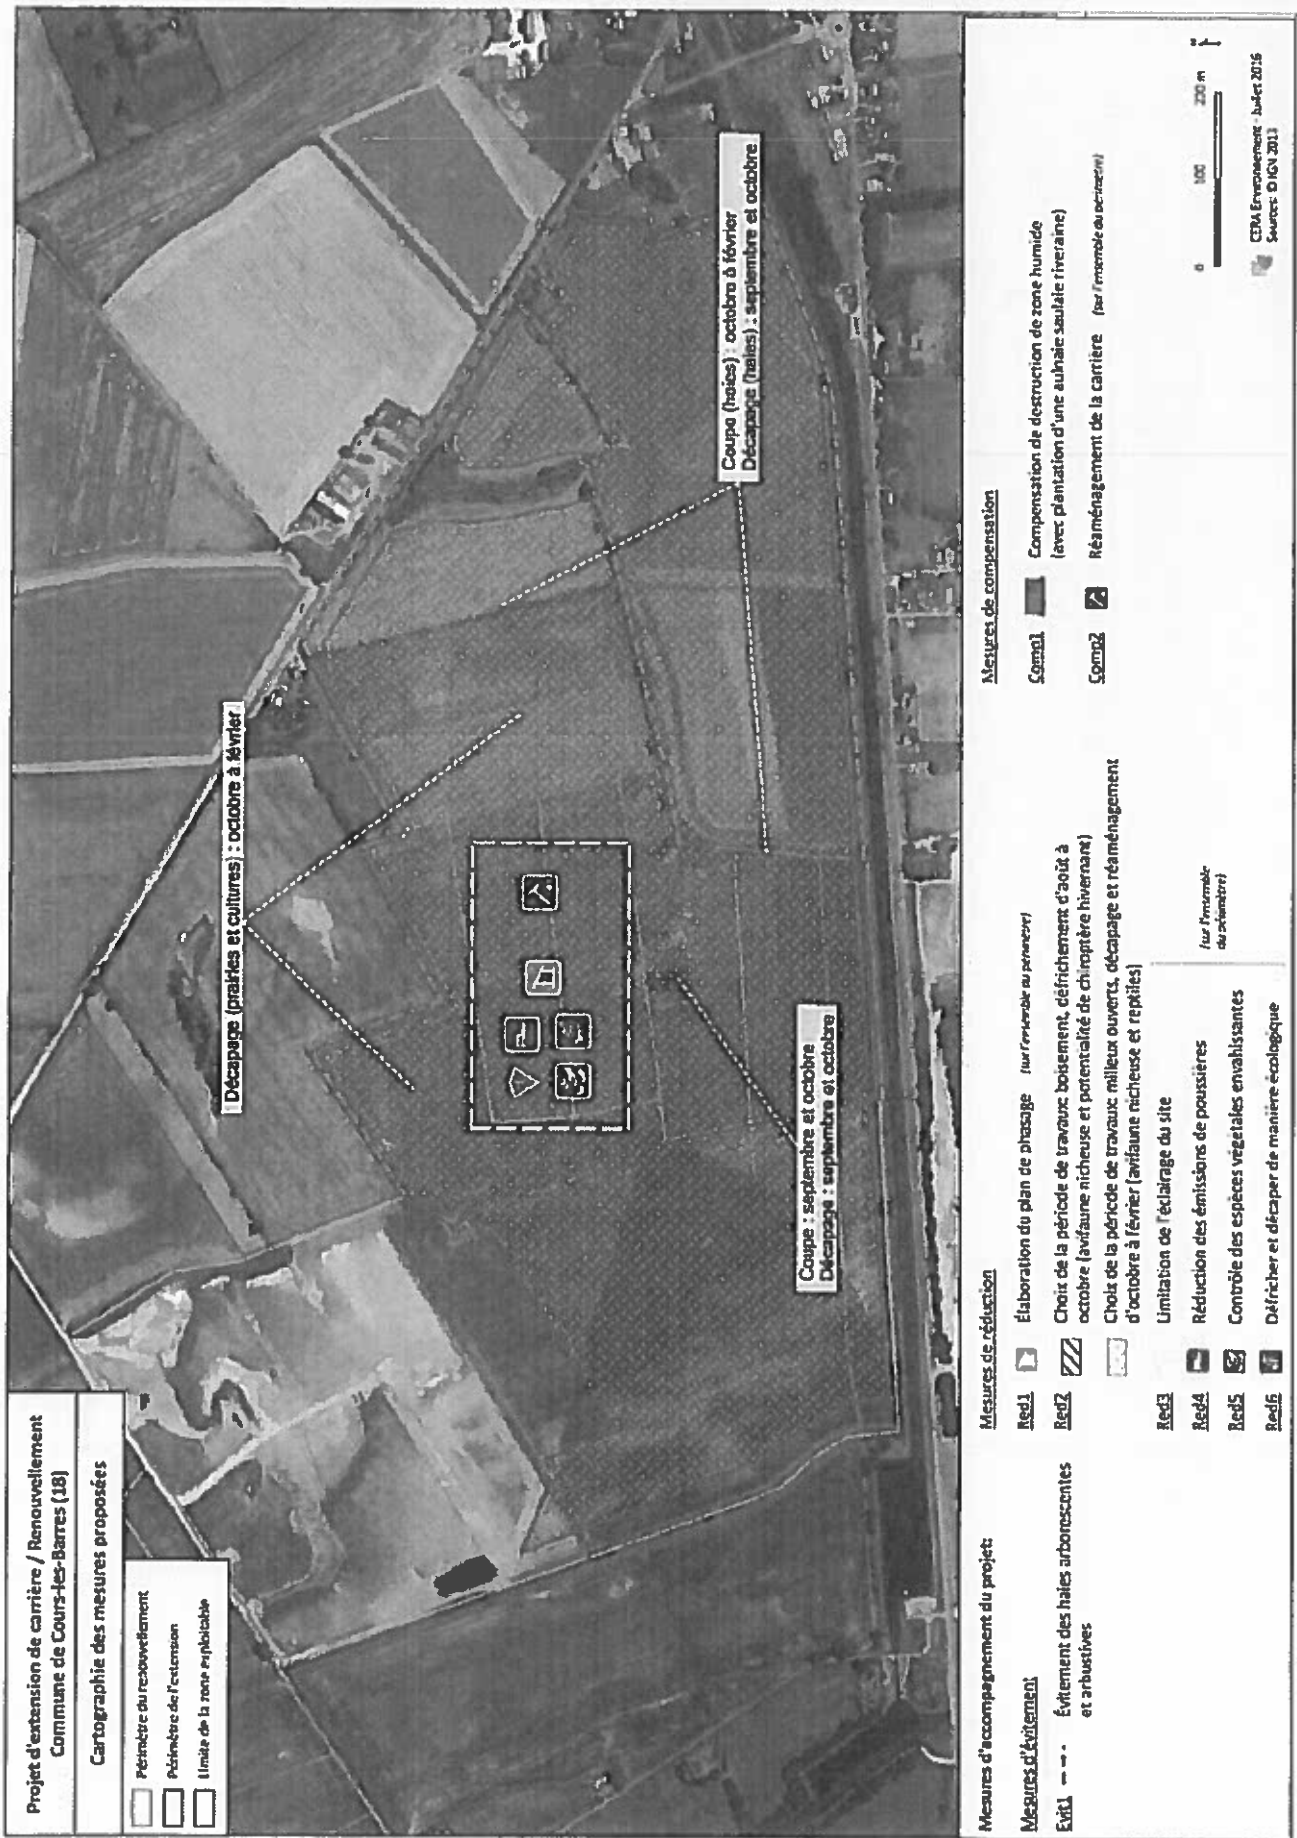 Projet d'extension de carrière / Renouvellement
Commune de Cours-les-Barres (18)
Cartographie des mesures proposées
Périmètre du renouvellement
Périmètre de l'extension
Limite de la zone exploitable
Décapage (prairies et cultures) : octobre à février
Coupe (haies) : octobre à février
Décapage (haies) : septembre et octobre
Coupe : septembre et octobre
Décapage : septembre et octobre
Mesures d'accompagnement du projet:
Mesures d'évitement
Evit1 Évitement des haies arborescentes
et arbustives
Mesures de réduction
Red1 Élaboration du plan de phasage (sur l'ensemble du périmètre)
Red2 Choix de la période de travaux: boisement, défrichement d'août à
octobre (avifaune nicheuse et potentialité de chiroptère hivernant)
Choix de la période de travaux: milieux ouverts, décapage et réaménagement
d'octobre à février (avifaune nicheuse et reptiles)
Red3 Limitation de l'éclairage du site
Red4 Réduction des émissions de poussières
Red5 Contrôle des espèces végétales envahissantes
Red6 Défricher et décaper de manière écologique
(sur l'ensemble
du périmètre)
Mesures de compensation
Comp1 Compensation de destruction de zone humide
(avec plantation d'une aulnaie saulaie riveraine)
Comp2 Réaménagement de la carrière (sur l'ensemble du périmètre)
0 100 200 m
N
CERA Environnement - Juillet 2016
Sources: © IGN 2013